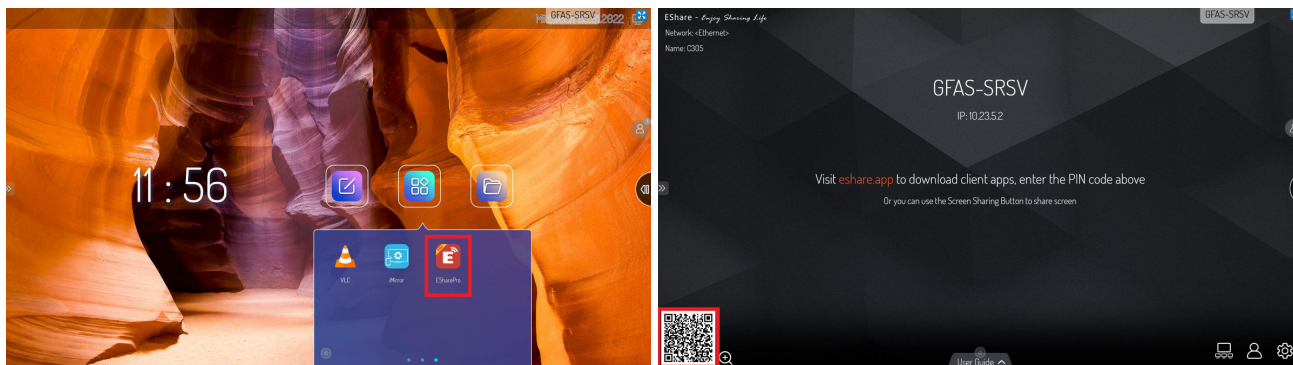 GFAS-SRSV
2022
11 : 56
VLC
iMirror
ESharePro
EShare - Enjoy Sharing Life
Network: <Ethernet>
Name: C305
GFAS-SRSV
GFAS-SRSV
IP: 10.23.5.2
Visit eshare.app to download client apps, enter the PIN code above
Or you can use the Screen Sharing Button to share screen
User Guide